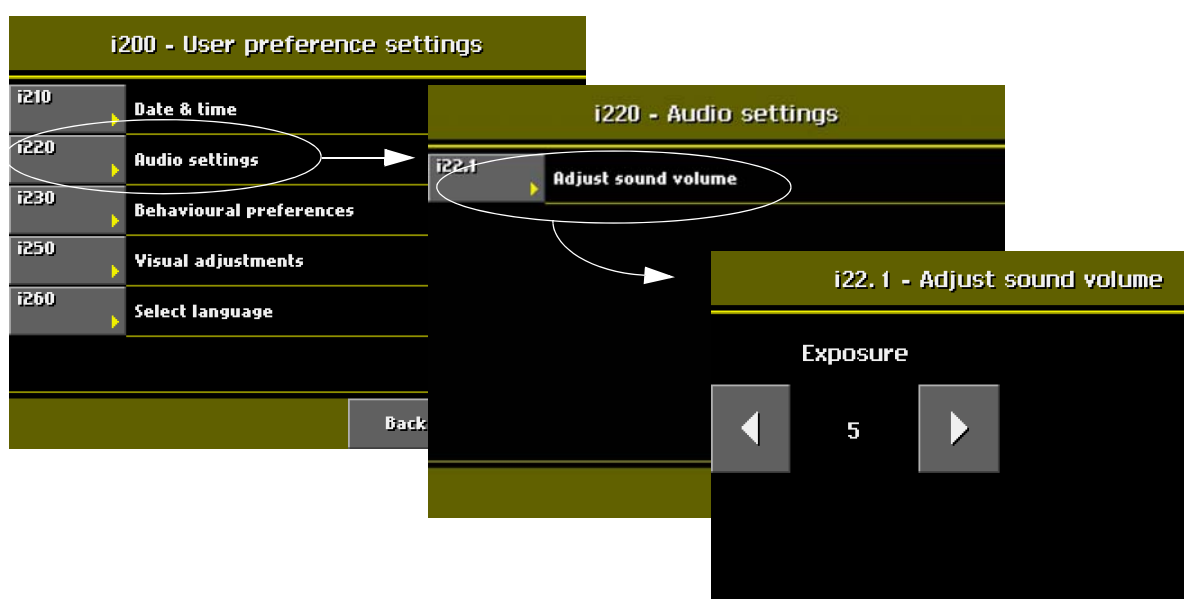 i200 - User preference settings
i210
Date & time
i220
Audio settings
i230
Behavioural preferences
i250
Visual adjustments
i260
Select language
Back
i220 - Audio settings
i22.1
Adjust sound volume
i22.1 - Adjust sound volume
Exposure
5